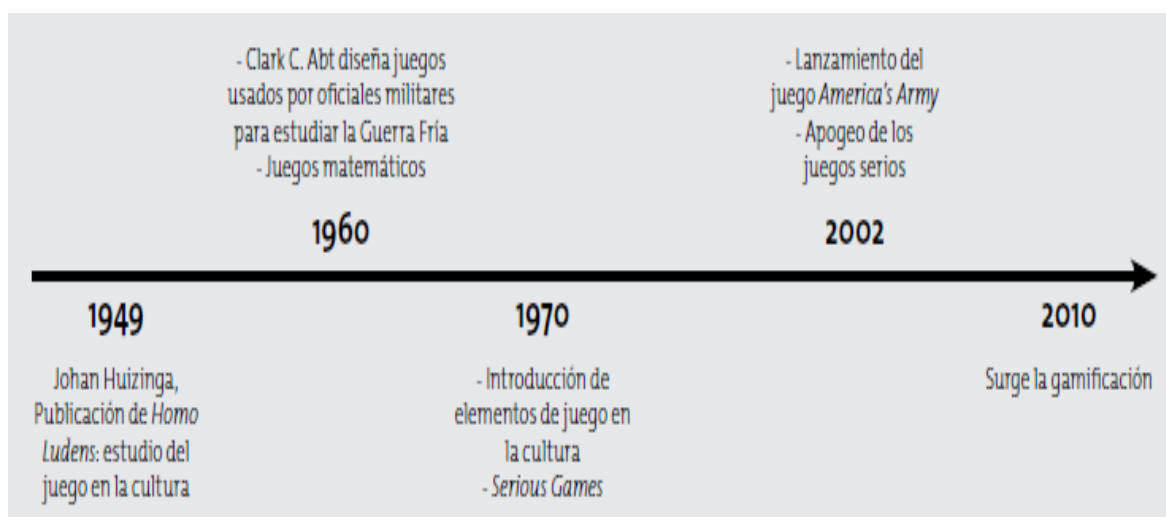 - Clark C. Abt diseña juegos
usados por oficiales militares
para estudiar la Guerra Fría
- Juegos matemáticos
1960
- Lanzamiento del
juego America's Army
- Apogeo de los
juegos serios
2002
1949
Johan Huizinga,
Publicación de Homo
Ludens: estudio del
juego en la cultura
1970
- Introducción de
elementos de juego en
la cultura
- Serious Games
2010
Surge la gamificación